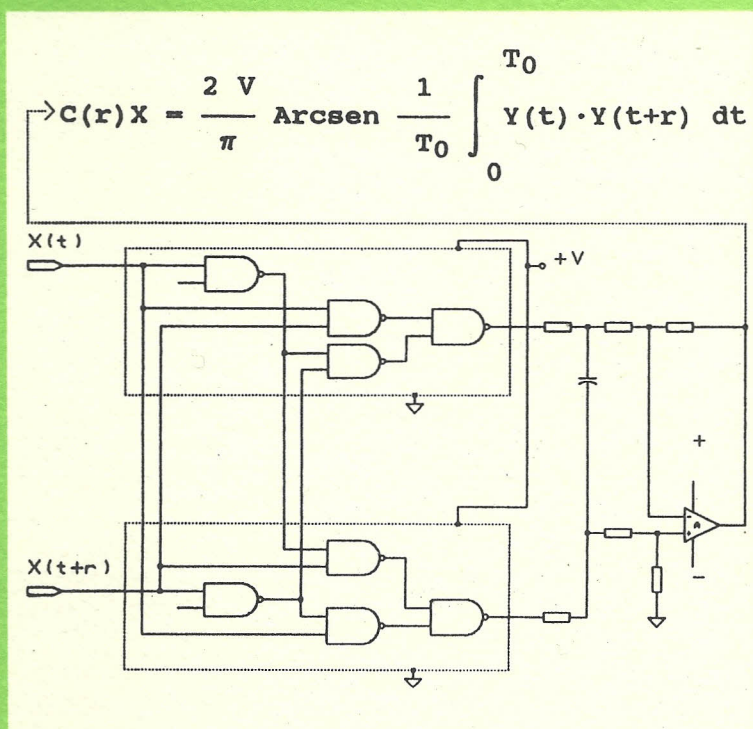 C(r)X = 2 V / π Arcsen 1 / T0 ∫ 0 T0 Y(t)·Y(t+r) dt
X(t)
+V
+
- +
A
X(t+r)
-